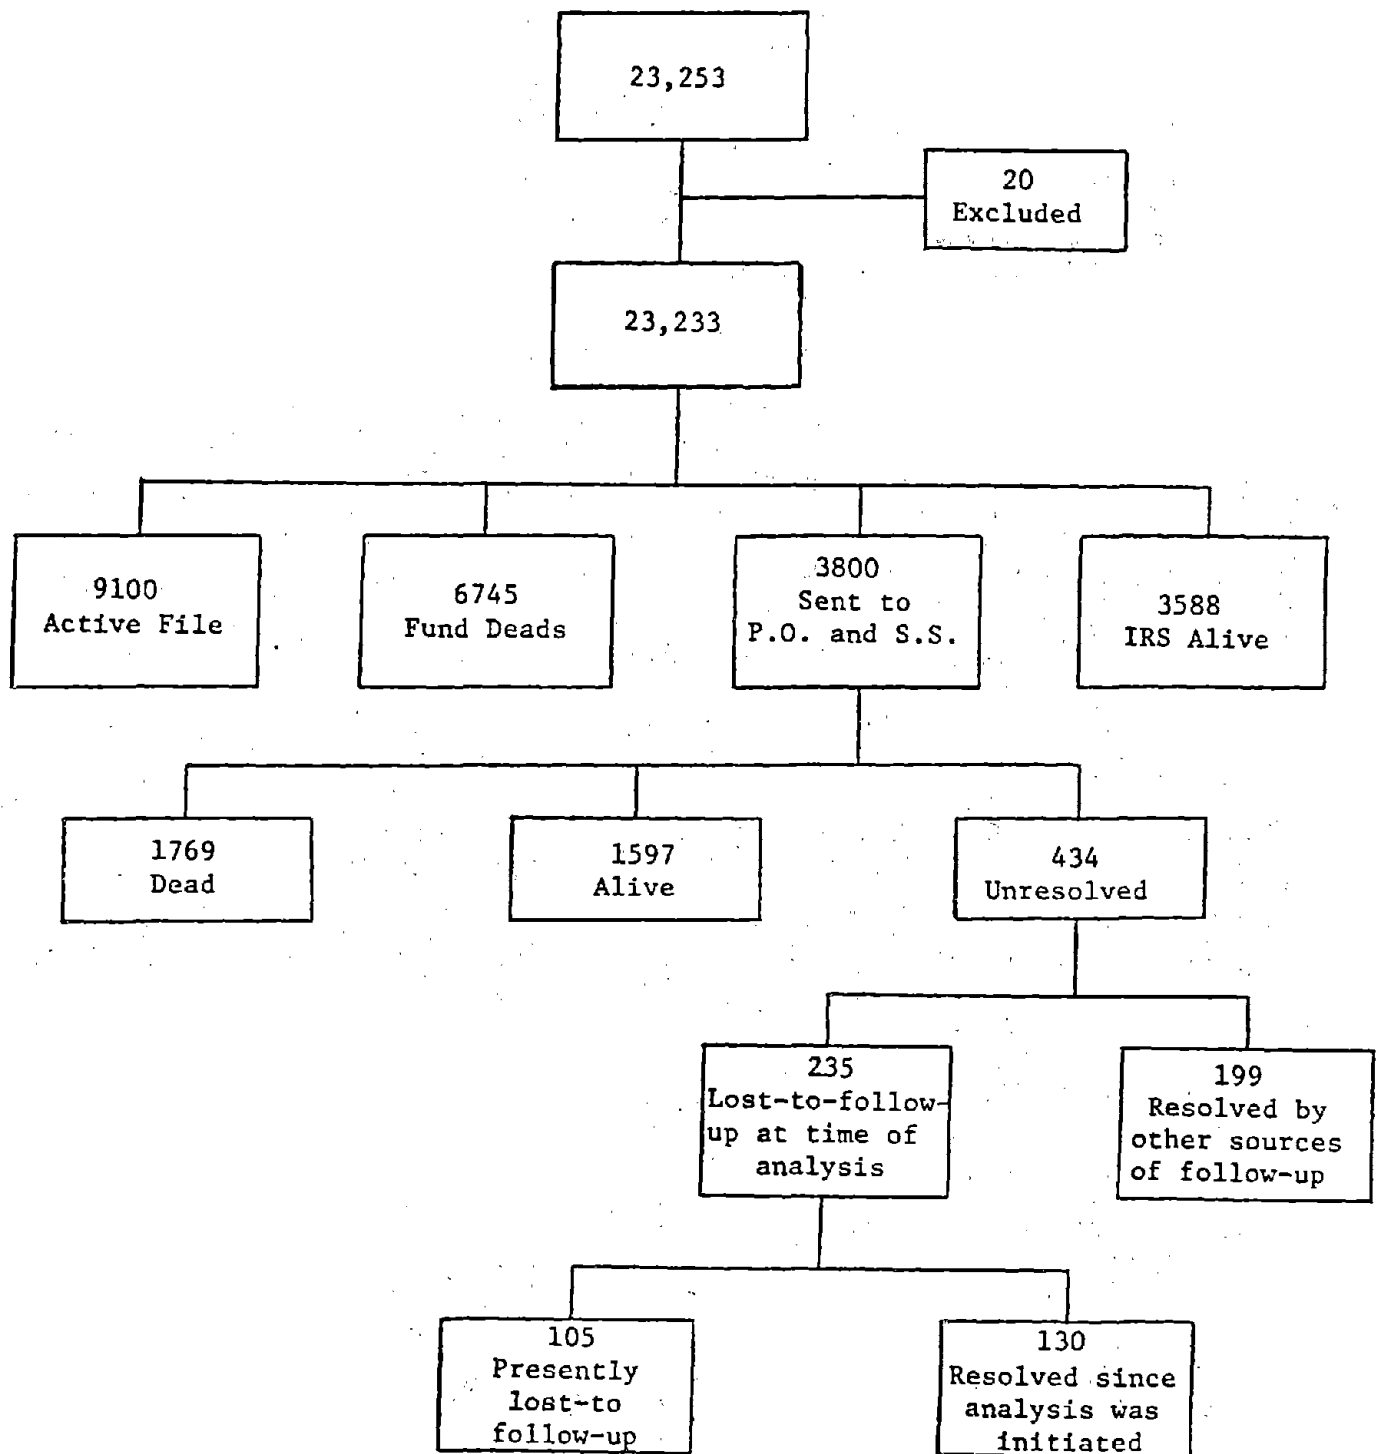 23,253
20
Excluded
23,233
9100
Active File
6745
Fund Deads
3800
Sent to
P.O. and S.S.
3588
IRS Alive
1769
Dead
1597
Alive
434
Unresolved
235
Lost-to-follow-
up at time of
analysis
199
Resolved by
other sources
of follow-up
105
Presently
lost-to
follow-up
130
Resolved since
analysis was
initiated